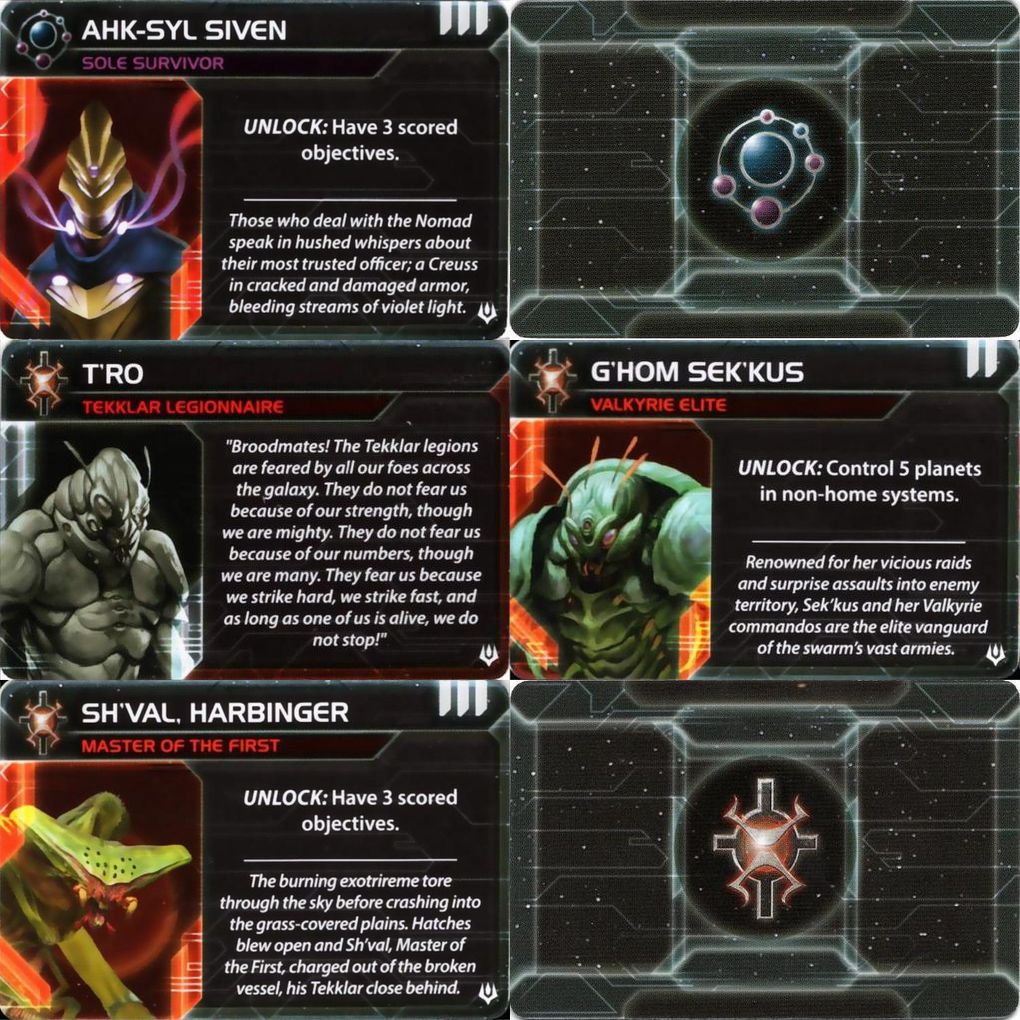 AHK-SYL SIVEN
SOLE SURVIVOR
UNLOCK: Have 3 scored
objectives.
Those who deal with the Nomad
speak in hushed whispers about
their most trusted officer; a Creuss
in cracked and damaged armor,
bleeding streams of violet light.
T'RO
TEKKLAR LEGIONNAIRE
"Broodmates! The Tekklar legions
are feared by all our foes across
the galaxy. They do not fear us
because of our strength, though
we are mighty. They do not fear us
because of our numbers, though
we are many. They fear us because
we strike hard, we strike fast, and
as long as one of us is alive, we do
not stop!"
G'HOM SEK'KUS
VALKYRIE ELITE
UNLOCK: Control 5 planets
in non-home systems.
Renowned for her vicious raids
and surprise assaults into enemy
territory, Sek'kus and her Valkyrie
commandos are the elite vanguard
of the swarm's vast armies.
SH'VAL, HARBINGER
MASTER OF THE FIRST
UNLOCK: Have 3 scored
objectives.
The burning exotrireme tore
through the sky before crashing into
the grass-covered plains. Hatches
blew open and Sh'val, Master of
the First, charged out of the broken
vessel, his Tekklar close behind.